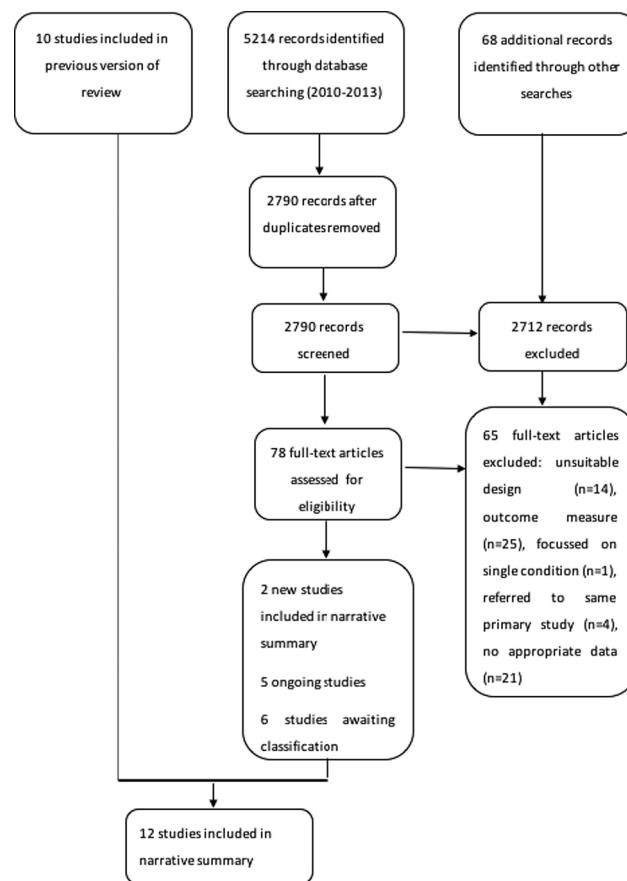 10 studies included in
previous version of
review
5214 records identified
through database
searching (2010-2013)
68 additional records
identified through other
searches
2790 records after
duplicates removed
2790 records
screened
2712 records
excluded
78 full-text articles
assessed for
eligibility
65 full-text articles
excluded: unsuitable
design (n=14),
outcome measure
(n=25), focussed on
single condition (n=1),
referred to same
primary study (n=4),
no appropriate data
(n=21)
2 new studies
included in narrative
summary
5 ongoing studies
6 studies awaiting
classification
12 studies included in
narrative summary